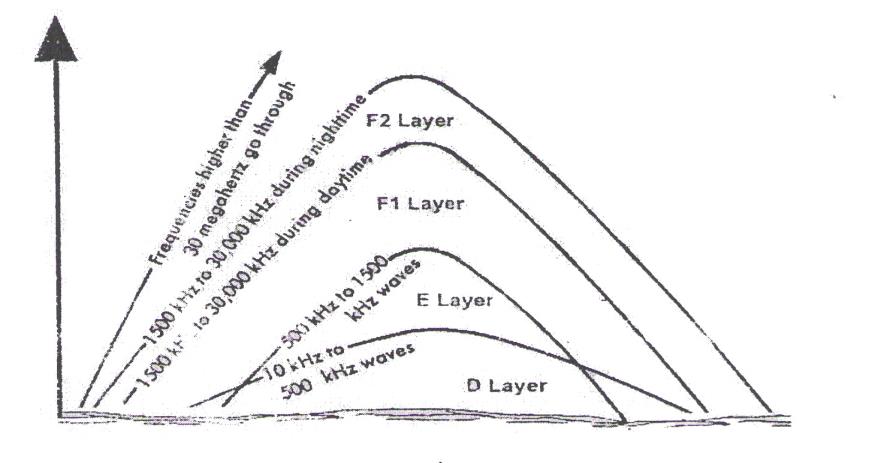 Frequencies higher than
30 megahertz go through
1500 kHz to 30,000 kHz during nighttime
1500 kHz to 30,000 kHz during daytime
500 kHz to 1500
kHz waves
10 kHz to
500 kHz waves
F2 Layer
F1 Layer
E Layer
D Layer